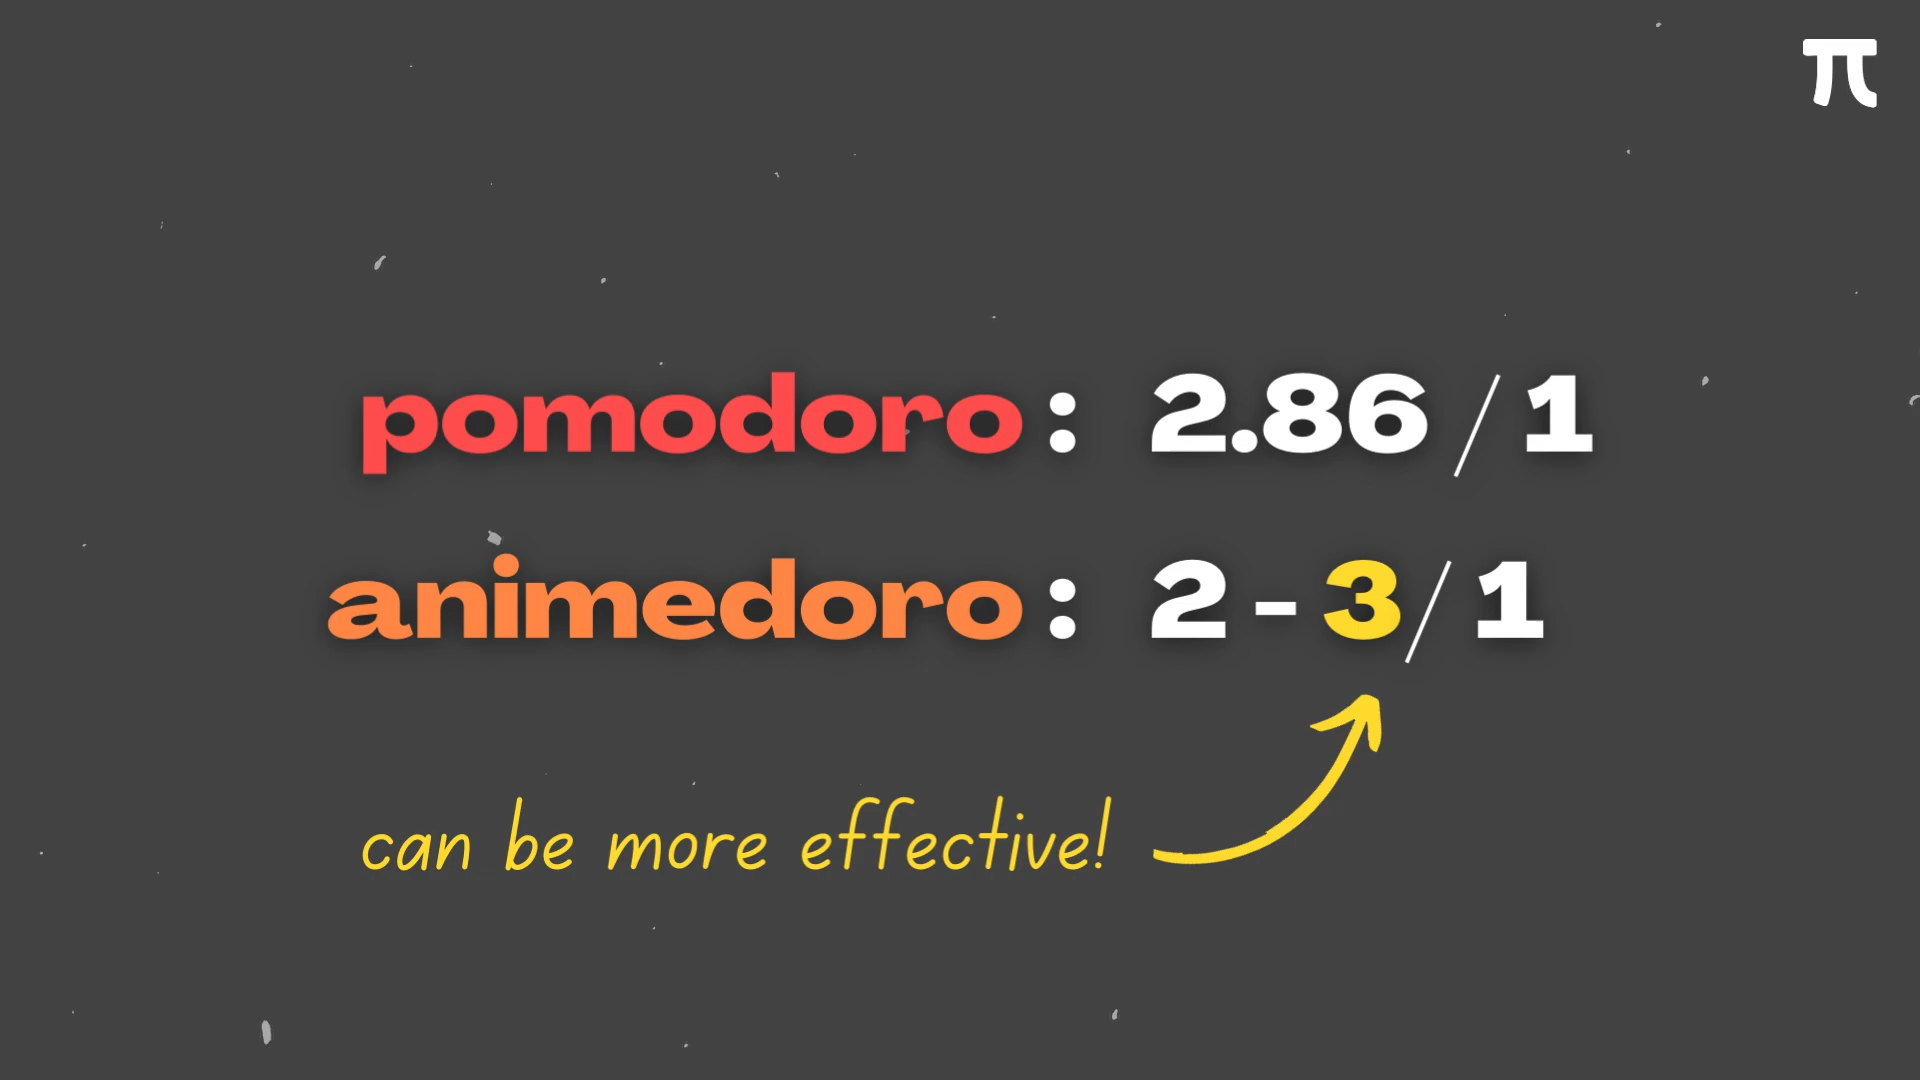 π
pomodoro : 2.86 / 1
animedoro : 2 - 3 / 1
can be more effective!